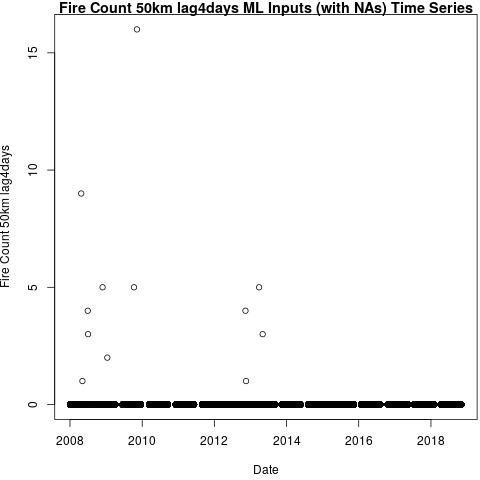 Fire Count 50km lag4days ML Inputs (with NAs) Time Series
Fire Count 50km lag4days
15
10
5
0
2008 2010 2012 2014 2016 2018
Date